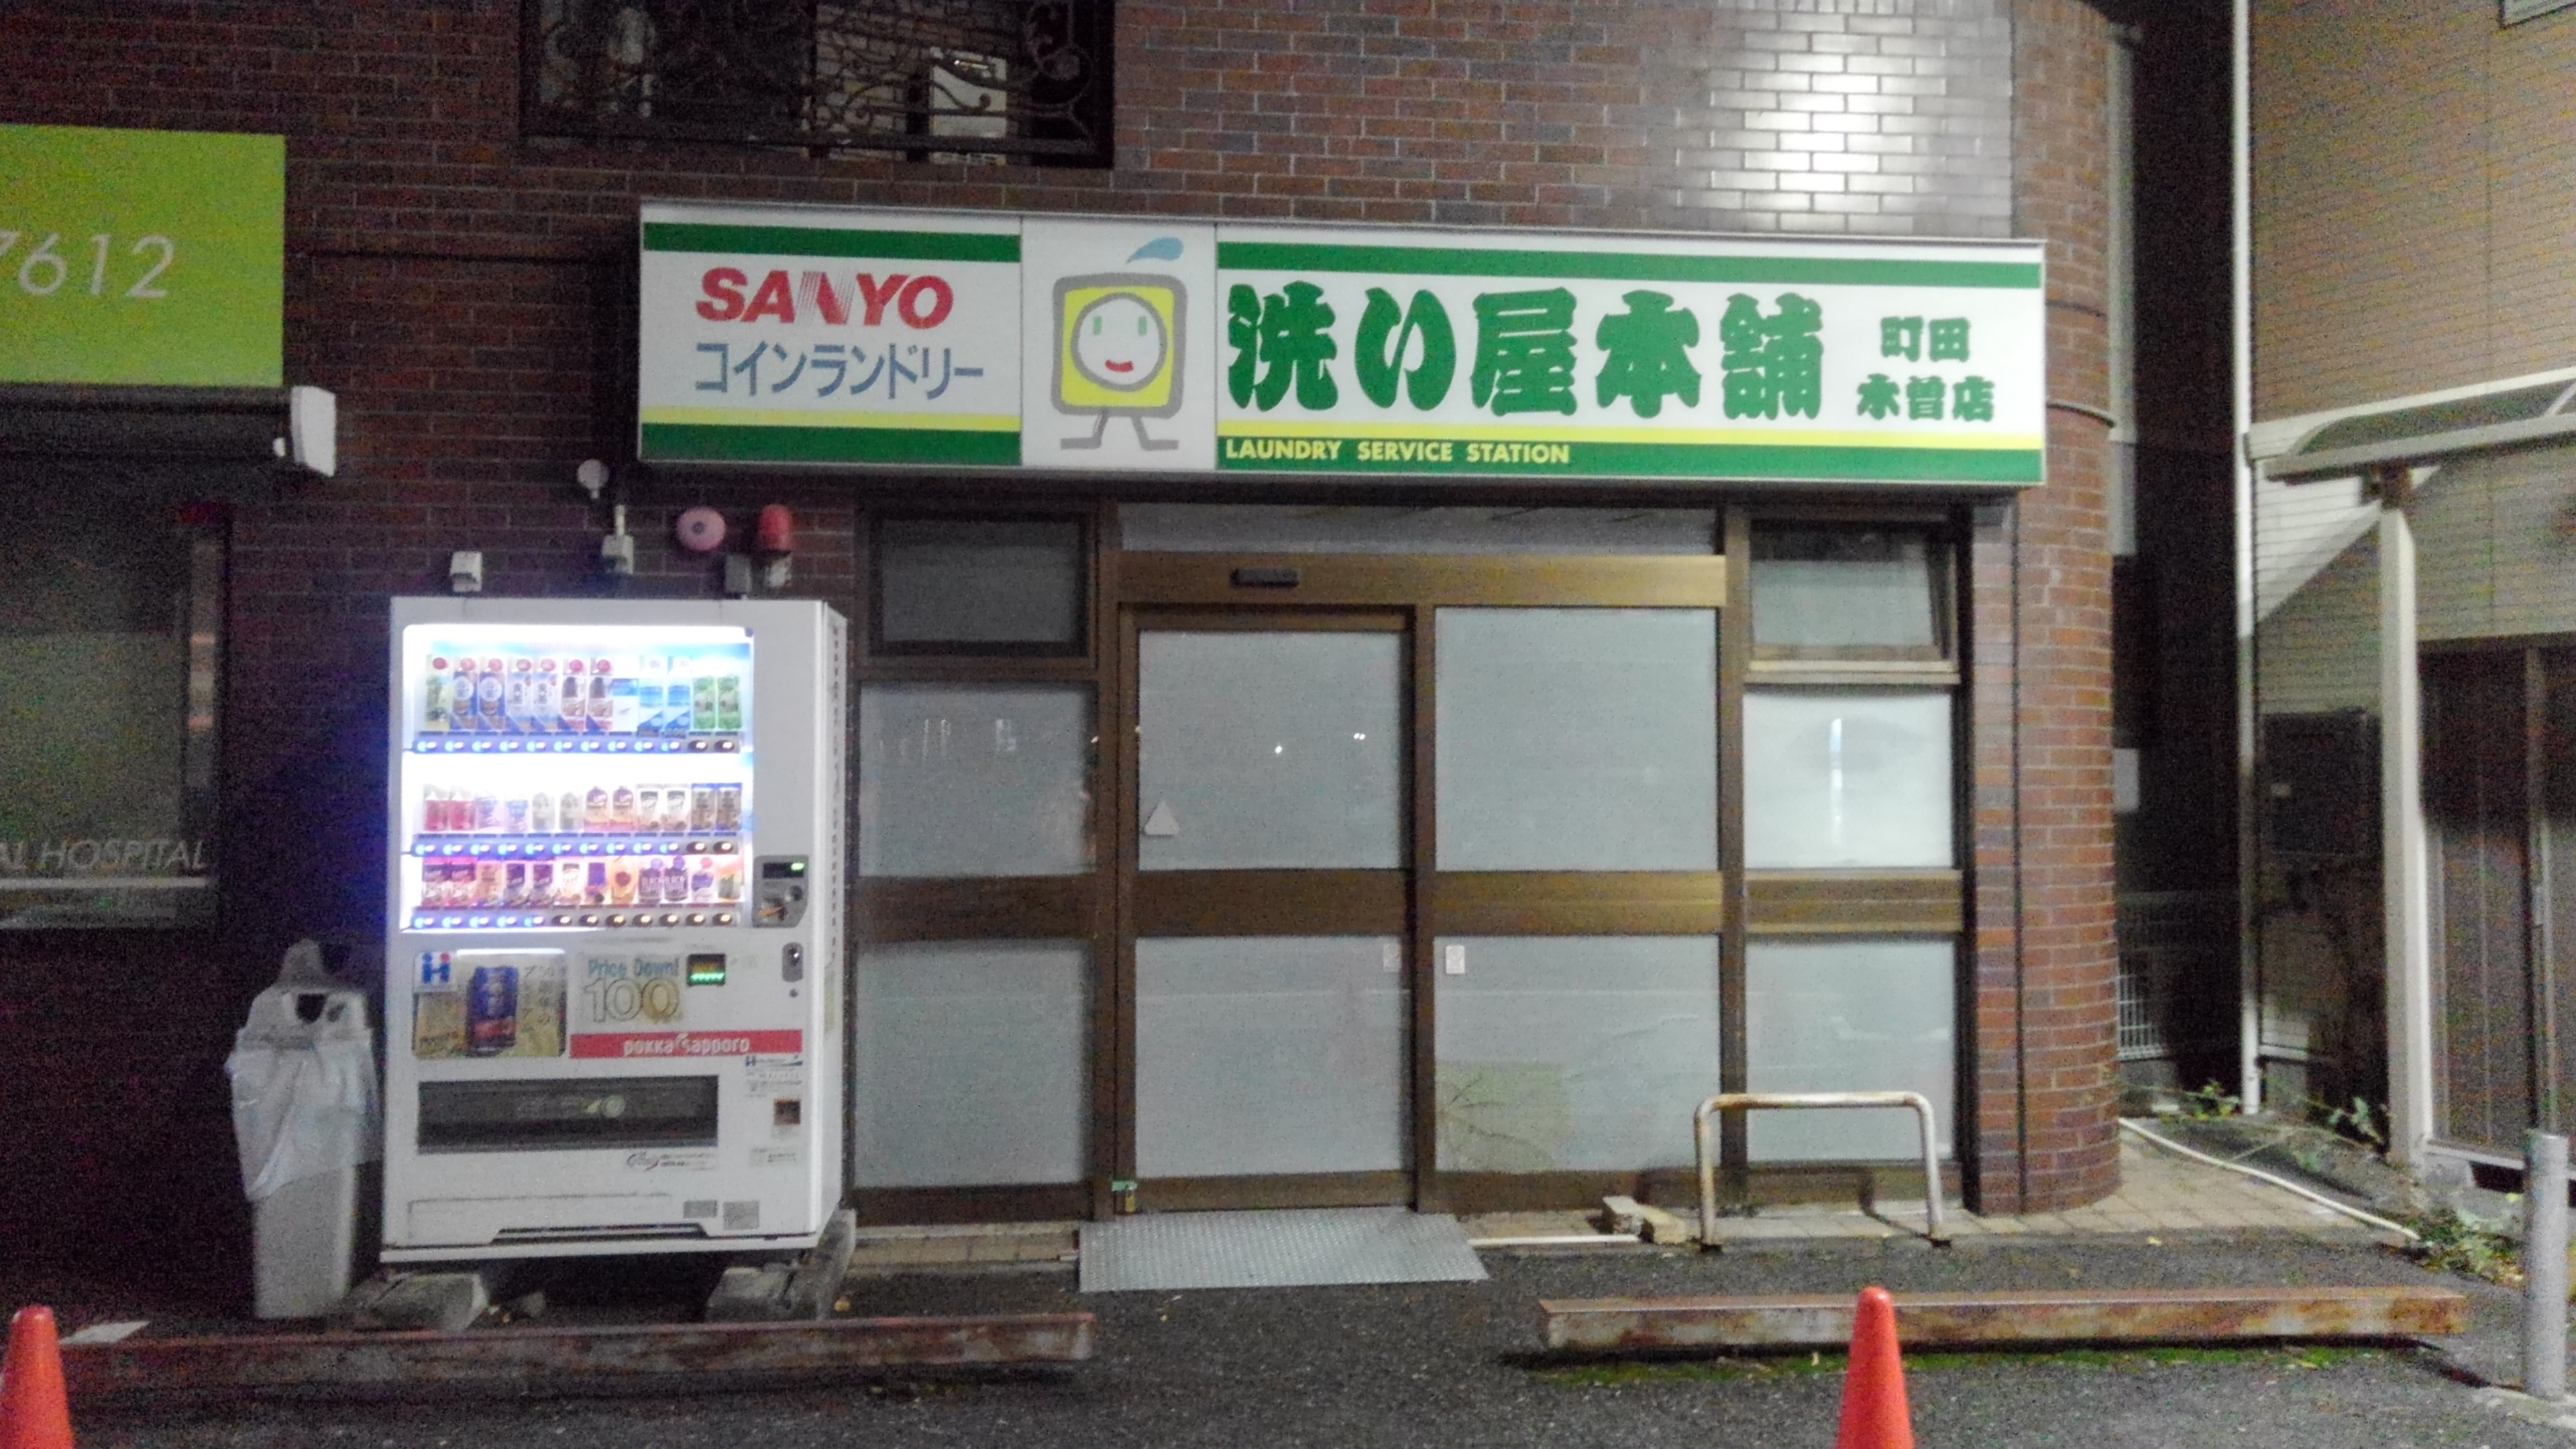 7612
SANYO
コインランドリー
洗い屋本舗
町田
木曽店
LAUNDRY SERVICE STATION
AL HOSPITAL
Price Down!
100
pokka sapporo